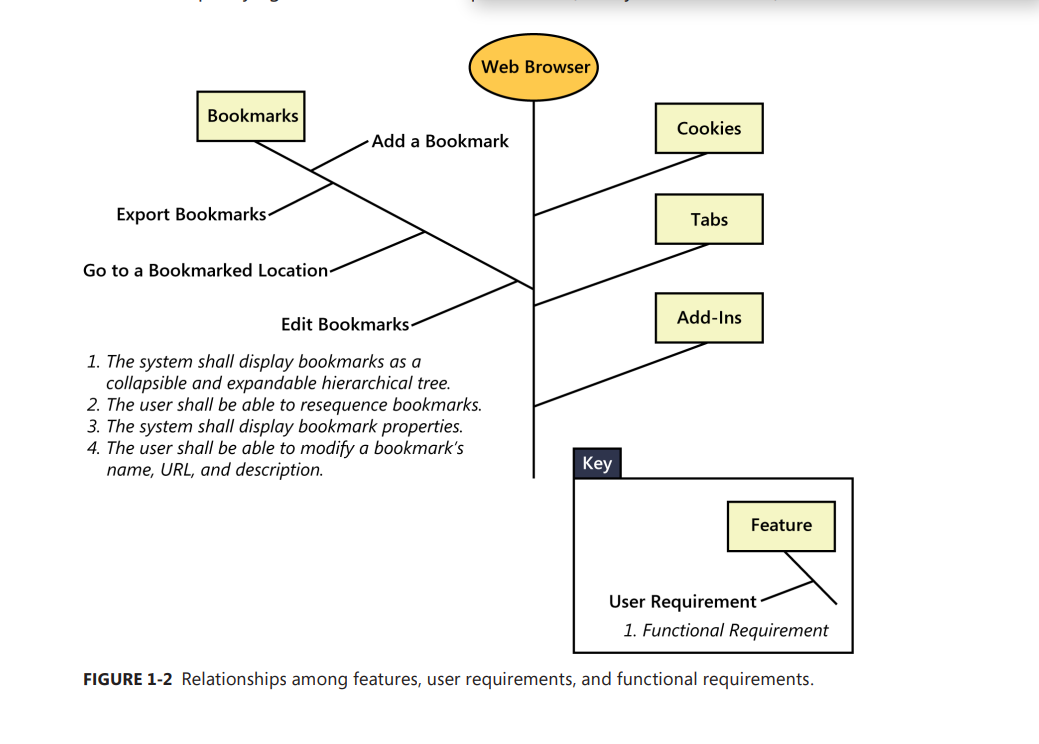 Web Browser
Bookmarks
Add a Bookmark
Export Bookmarks
Go to a Bookmarked Location
Edit Bookmarks
1. The system shall display bookmarks as a
collapsible and expandable hierarchical tree.
2. The user shall be able to resequence bookmarks.
3. The system shall display bookmark properties.
4. The user shall be able to modify a bookmark's
name, URL, and description.
Cookies
Tabs
Add-Ins
Key
Feature
User Requirement
1. Functional Requirement
FIGURE 1-2 Relationships among features, user requirements, and functional requirements.